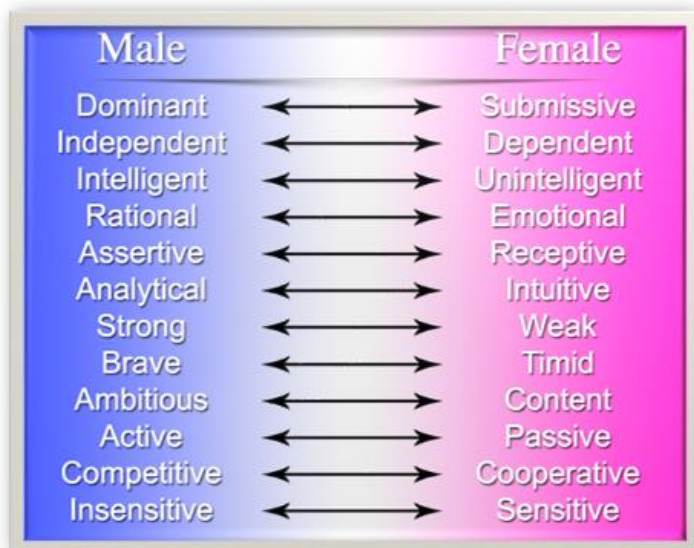 Male Female
Dominant Submissive
Independent Dependent
Intelligent Unintelligent
Rational Emotional
Assertive Receptive
Analytical Intuitive
Strong Weak
Brave Timid
Ambitious Content
Active Passive
Competitive Cooperative
Insensitive Sensitive